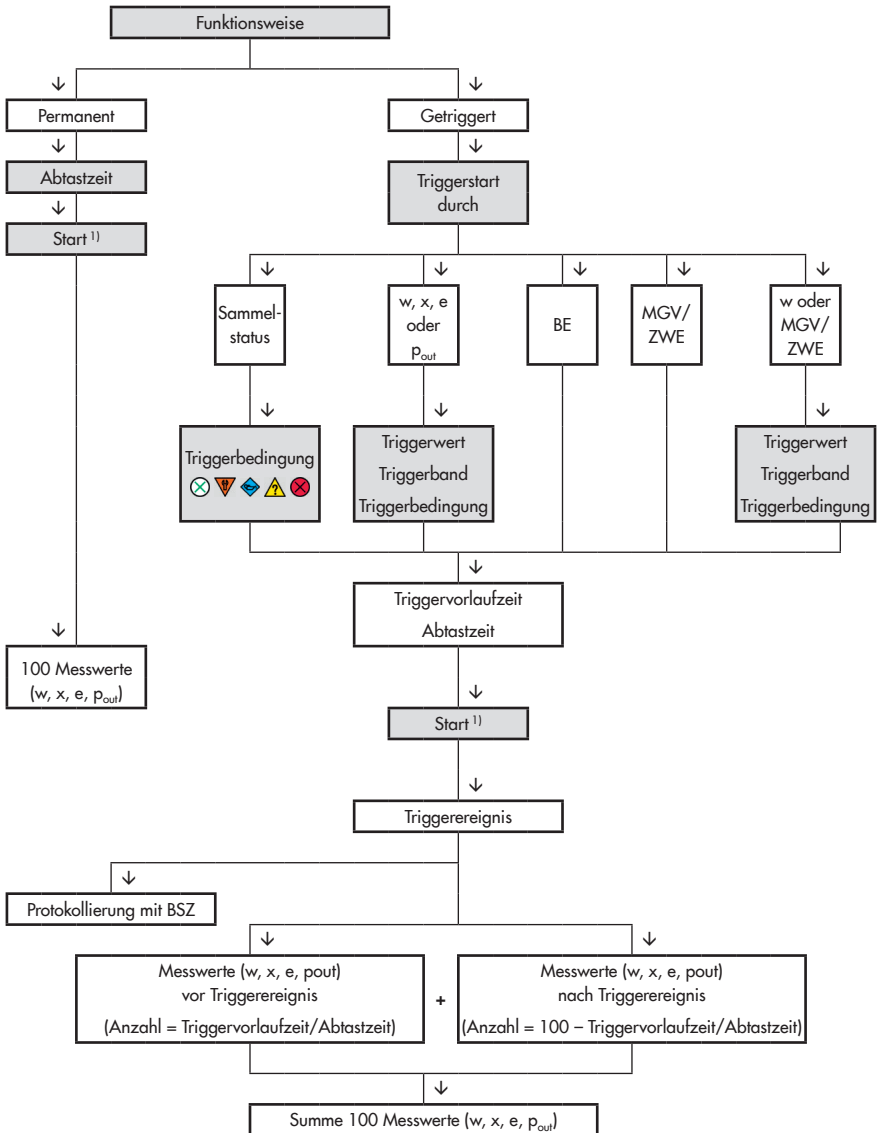 Funktionsweise
Permanent
Getriggert
Abtastzeit
Triggerstart
durch
Start 1)
Sammel-
status
w, x, e
oder
pout
BE
MGV/
ZWE
w oder
MGV/
ZWE
Triggerbedingung
?
Triggerwert
Triggerband
Triggerbedingung
Triggerwert
Triggerband
Triggerbedingung
Triggervorlaufzeit
Abtastzeit
100 Messwerte
(w, x, e, pout)
Start 1)
Triggerereignis
Protokollierung mit BSZ
Messwerte (w, x, e, pout)
vor Triggerereignis
(Anzahl = Triggervorlaufzeit/Abtastzeit)
+
Messwerte (w, x, e, pout)
nach Triggerereignis
(Anzahl = 100 – Triggervorlaufzeit/Abtastzeit)
Summe 100 Messwerte (w, x, e, pout)